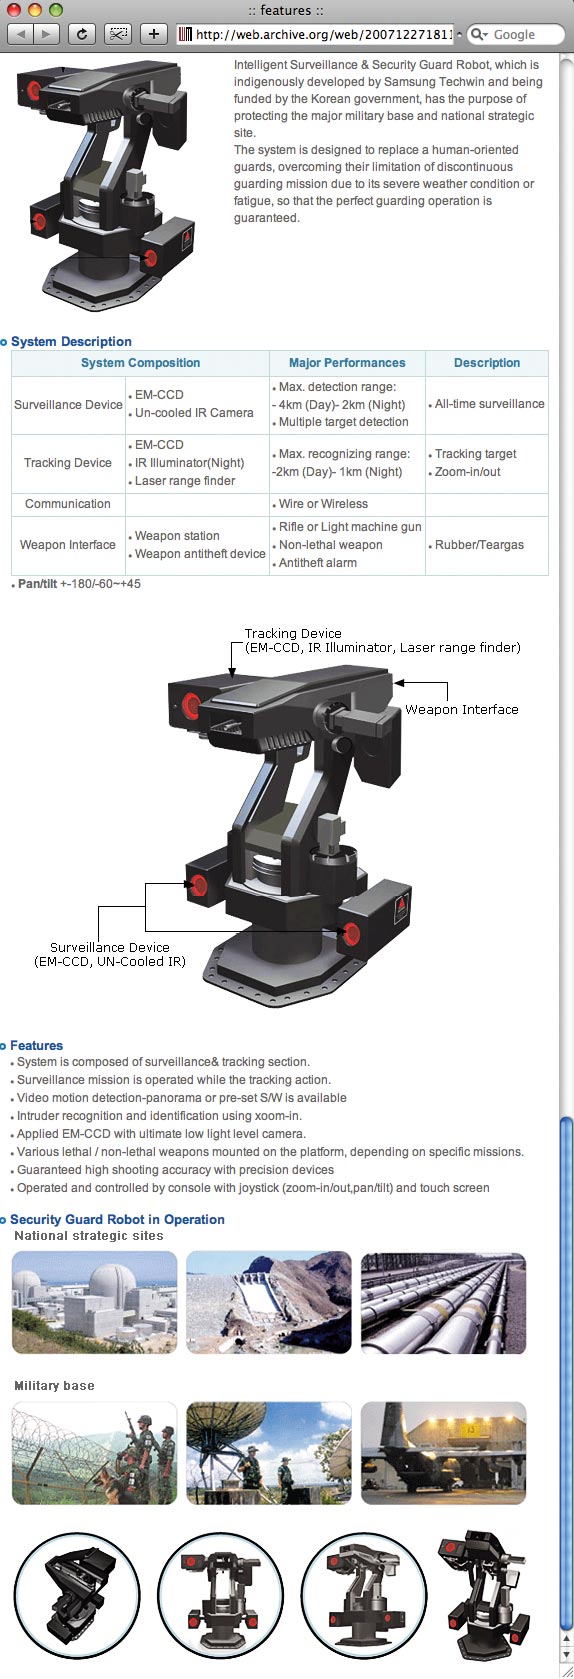 :: features ::
http://web.archive.org/web/20071227181
Google
Intelligent Surveillance & Security Guard Robot, which is
indigenously developed by Samsung Techwin and being
funded by the Korean government, has the purpose of
protecting the major military base and national strategic
site.
The system is designed to replace a human-oriented
guards, overcoming their limitation of discontinuous
guarding mission due to its severe weather condition or
fatigue, so that the perfect guarding operation is
guaranteed.
System Description
System Composition Major Performances Description
Surveillance Device
• EM-CCD
• Un-cooled IR Camera
• Max. detection range:
- 4km (Day)- 2km (Night)
• Multiple target detection
• All-time surveillance
Tracking Device
• EM-CCD
• IR Illuminator(Night)
• Laser range finder
• Max. recognizing range:
-2km (Day)- 1km (Night)
• Tracking target
• Zoom-in/out
Communication
• Wire or Wireless
Weapon Interface
• Weapon station
• Weapon antitheft device
• Rifle or Light machine gun
• Non-lethal weapon
• Antitheft alarm
• Rubber/Teargas
• Pan/tilt +-180/-60~+45
Tracking Device
(EM-CCD, IR Illuminator, Laser range finder)
Weapon Interface
Surveillance Device
(EM-CCD, UN-Cooled IR)
Features
• System is composed of surveillance& tracking section.
• Surveillance mission is operated while the tracking action.
• Video motion detection-panorama or pre-set S/W is available
• Intruder recognition and identification using xoom-in.
• Applied EM-CCD with ultimate low light level camera.
• Various lethal / non-lethal weapons mounted on the platform, depending on specific missions.
• Guaranteed high shooting accuracy with precision devices
• Operated and controlled by console with joystick (zoom-in/out,pan/tilt) and touch screen
Security Guard Robot in Operation
National strategic sites
Military base
13